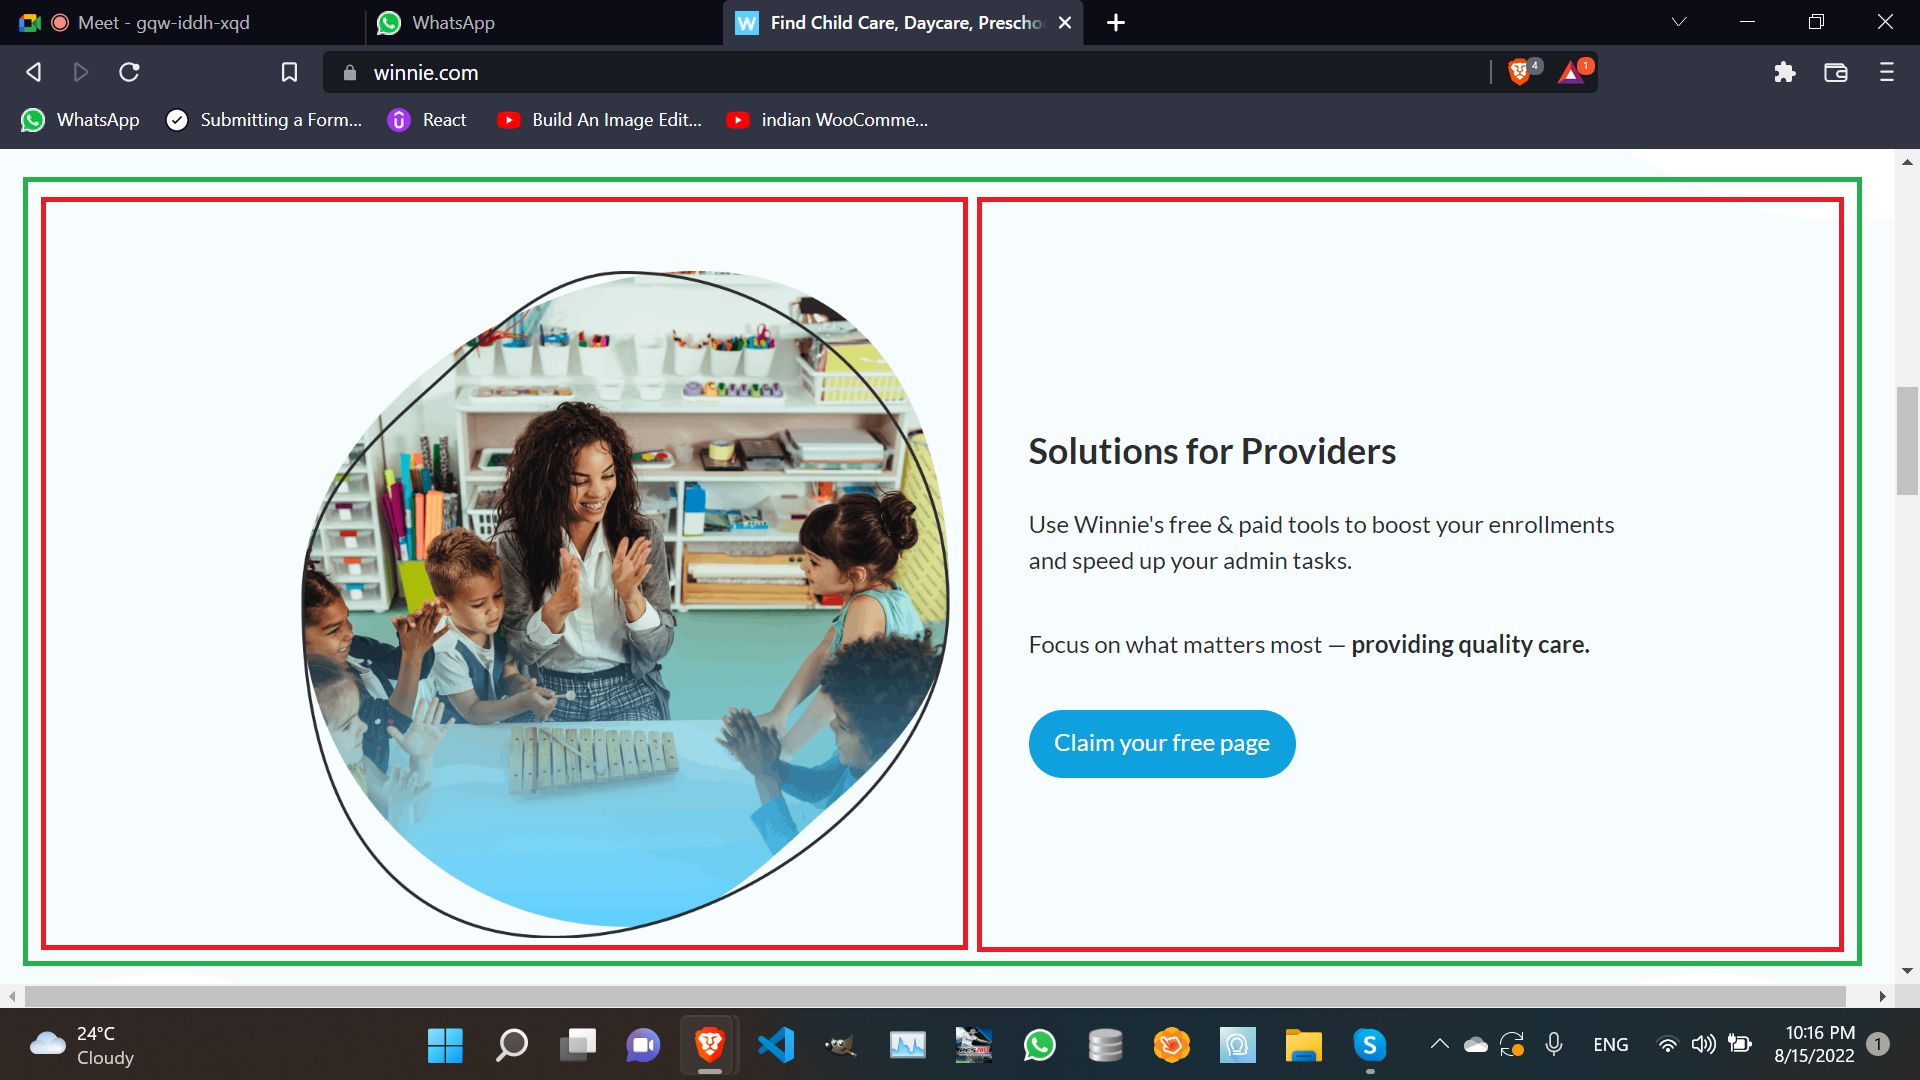 Meet - gqw-iddh-xqd
WhatsApp
Find Child Care, Daycare, Prescho
winnie.com
4
1
WhatsApp
Submitting a Form...
React
Build An Image Edit...
indian WooComme...
Solutions for Providers
Use Winnie's free & paid tools to boost your enrollments
and speed up your admin tasks.
Focus on what matters most — providing quality care.
Claim your free page
24°C
Cloudy
ENG
10:16 PM
8/15/2022
1